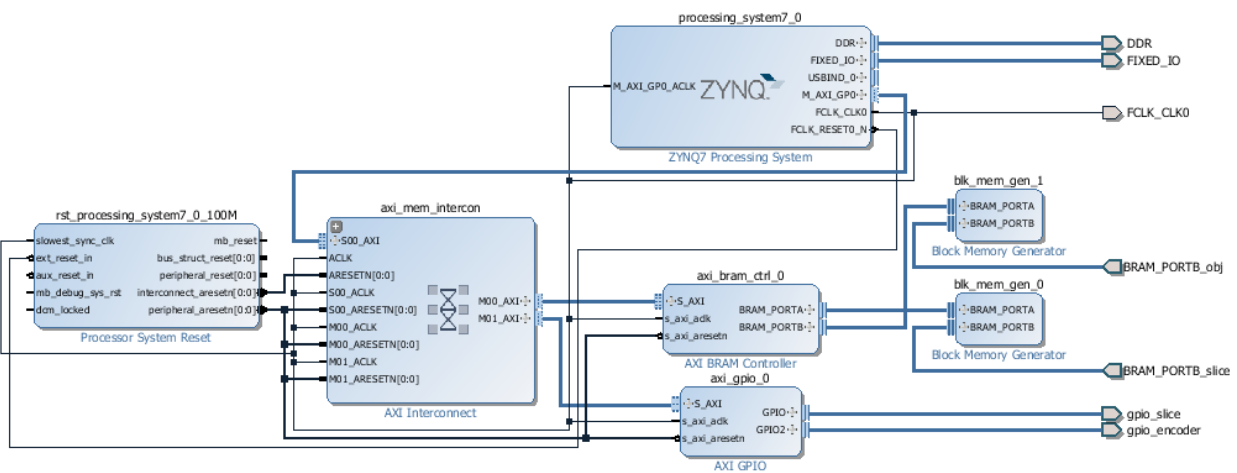 processing_system7_0
DDR
FIXED_IO
USBIND_0
M_AXI_GP0
FCLK_CLK0
FCLK_RESET0_N
M_AXI_GP0_ACLK
ZYNQ
ZYNQ7 Processing System
DDR
FIXED_IO
FCLK_CLK0
rst_processing_system7_0_100M
slowest_sync_clk
ext_reset_in
aux_reset_in
mb_debug_sys_rst
dcm_locked
mb_reset
bus_struct_reset[0:0]
peripheral_reset[0:0]
interconnect_aresetn[0:0]
peripheral_aresetn[0:0]
Processor System Reset
axi_mem_intercon
S00_AXI
ACLK
ARESETN[0:0]
S00_ACLK
S00_ARESETN[0:0]
M00_ACLK
M00_ARESETN[0:0]
M01_ACLK
M01_ARESETN[0:0]
M00_AXI
M01_AXI
AXI Interconnect
axi_bram_ctrl_0
S_AXI
s_axi_aclk
s_axi_aresetn
BRAM_PORTA
BRAM_PORTB
AXI BRAM Controller
axi_gpio_0
S_AXI
s_axi_aclk
s_axi_aresetn
GPIO
GPIO2
AXI GPIO
blk_mem_gen_1
BRAM_PORTA
BRAM_PORTB
Block Memory Generator
BRAM_PORTB_obj
blk_mem_gen_0
BRAM_PORTA
BRAM_PORTB
Block Memory Generator
BRAM_PORTB_slice
gpio_slice
gpio_encoder